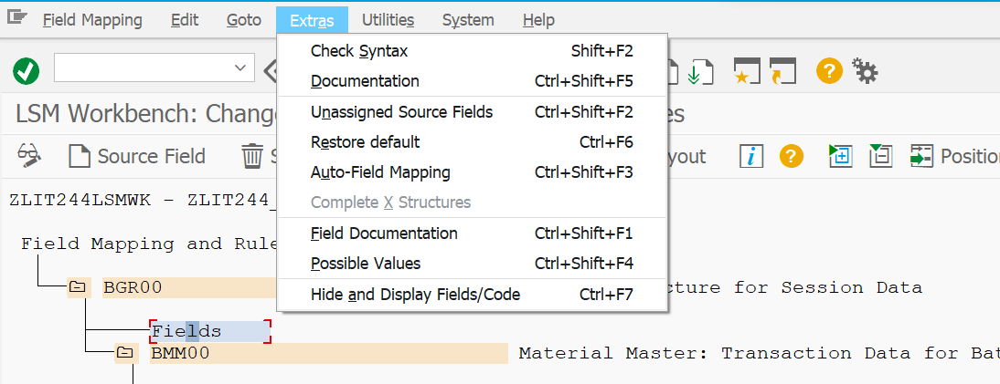 Field Mapping Edit Goto Extras Utilities System Help
Check Syntax Shift+F2
Documentation Ctrl+Shift+F5
LSM Workbench: Change
Unassigned Source Fields Ctrl+Shift+F2
Restore default Ctrl+F6
Source Field
Auto-Field Mapping Ctrl+Shift+F3
Position
Complete X Structures
ZLIT244LSMWK - ZLIT244_
Field Documentation Ctrl+Shift+F1
Field Mapping and Rule
Possible Values Ctrl+Shift+F4
BGR00
Hide and Display Fields/Code Ctrl+F7
cture for Session Data
Fields
BMM00 Material Master: Transaction Data for Bat